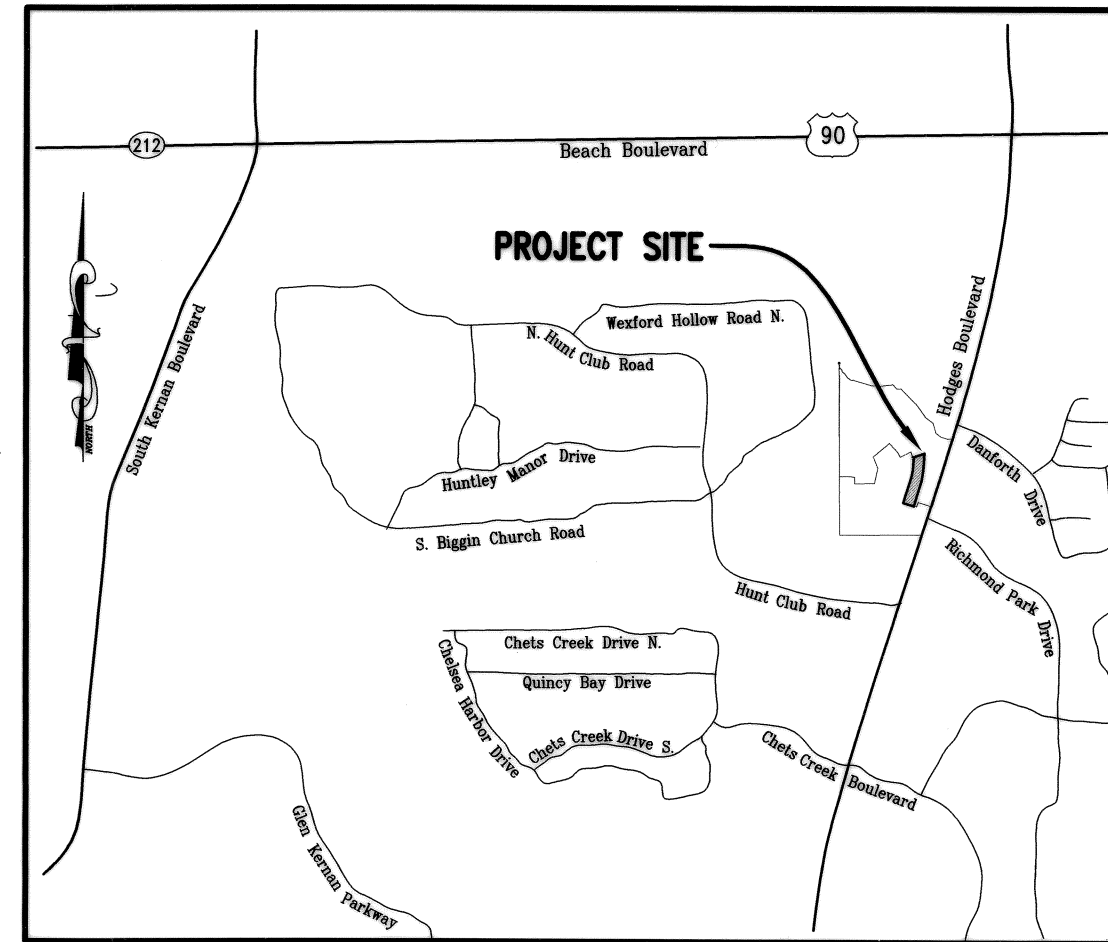 212
90
Beach Boulevard
PROJECT SITE
NORTH
South Kernan Boulevard
Hodges Boulevard
Wexford Hollow Road N.
N. Hunt Club Road
Huntley Manor Drive
S. Biggin Church Road
Danforth Drive
Richmond Park Drive
Hunt Club Road
Chets Creek Drive N.
Quincy Bay Drive
Chelsea Harbor Drive
Chets Creek Drive S.
Chets Creek Boulevard
Glen Kernan Parkway